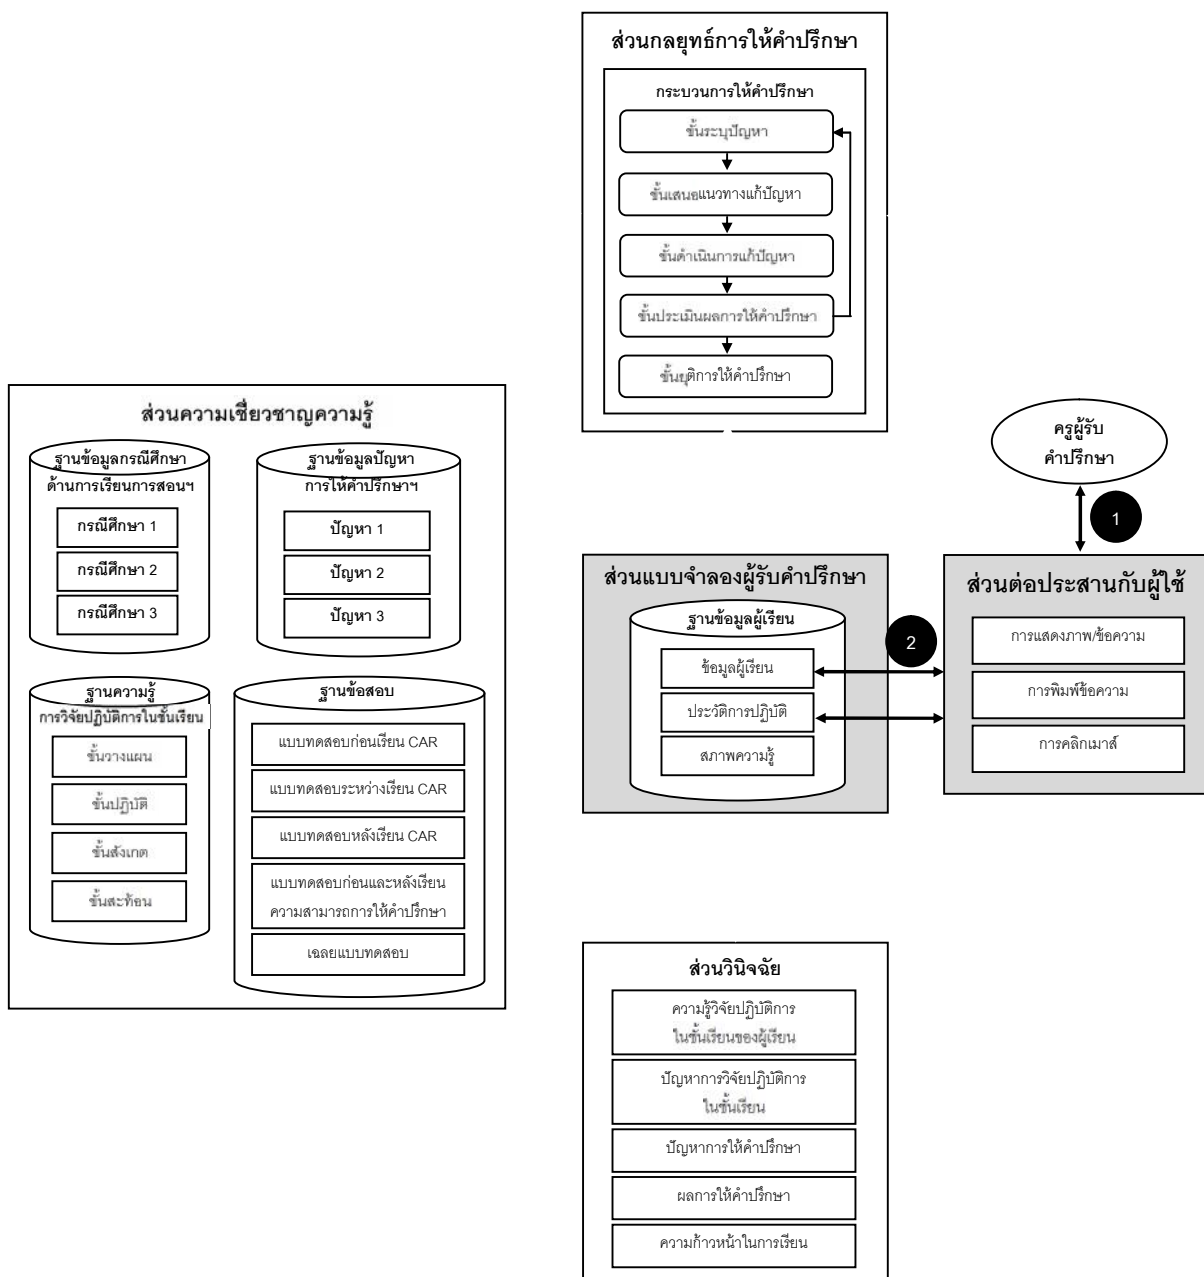 ส่วนกลยุทธ์การให้คำปรึกษา
กระบวนการให้คำปรึกษา
ขั้นระบุปัญหา
ขั้นเสนอแนวทางแก้ปัญหา
ขั้นดำเนินการแก้ปัญหา
ขั้นประเมินผลการให้คำปรึกษา
ขั้นยุติการให้คำปรึกษา
ส่วนความเชี่ยวชาญความรู้
ฐานข้อมูลกรณีศึกษา
ด้านการเรียนการสอนฯ
กรณีศึกษา 1
กรณีศึกษา 2
กรณีศึกษา 3
ฐานข้อมูลปัญหา
การให้คำปรึกษาฯ
ปัญหา 1
ปัญหา 2
ปัญหา 3
ฐานความรู้
การวิจัยปฏิบัติการในชั้นเรียน
ขั้นวางแผน
ขั้นปฏิบัติ
ขั้นสังเกต
ขั้นสะท้อน
ฐานข้อสอบ
แบบทดสอบก่อนเรียน CAR
แบบทดสอบระหว่างเรียน CAR
แบบทดสอบหลังเรียน CAR
แบบทดสอบก่อนและหลังเรียน
ความสามารถการให้คำปรึกษา
เฉลยแบบทดสอบ
ครูผู้รับ
คำปรึกษา
1
ส่วนแบบจำลองผู้รับคำปรึกษา
ฐานข้อมูลผู้เรียน
ข้อมูลผู้เรียน
ประวัติการปฏิบัติ
สภาพความรู้
2
ส่วนต่อประสานกับผู้ใช้
การแสดงภาพ/ข้อความ
การพิมพ์ข้อความ
การคลิกเมาส์
ส่วนวินิจฉัย
ความรู้วิจัยปฏิบัติการ
ในชั้นเรียนของผู้เรียน
ปัญหาการวิจัยปฏิบัติการ
ในชั้นเรียน
ปัญหาการให้คำปรึกษา
ผลการให้คำปรึกษา
ความก้าวหน้าในการเรียน